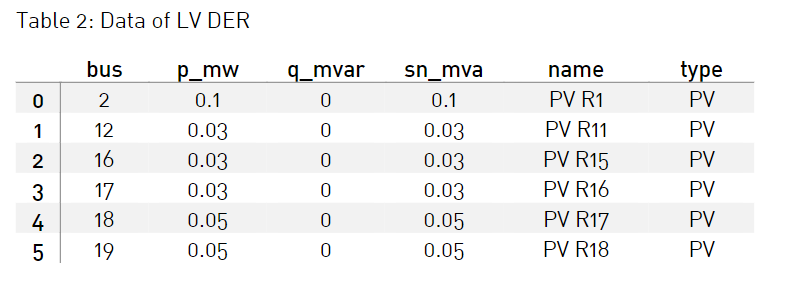 Table 2: Data of LV DER
bus p_mw q_mvar sn_mva name type
0 2 0.1 0 0.1 PV R1 PV
1 12 0.03 0 0.03 PV R11 PV
2 16 0.03 0 0.03 PV R15 PV
3 17 0.03 0 0.03 PV R16 PV
4 18 0.05 0 0.05 PV R17 PV
5 19 0.05 0 0.05 PV R18 PV